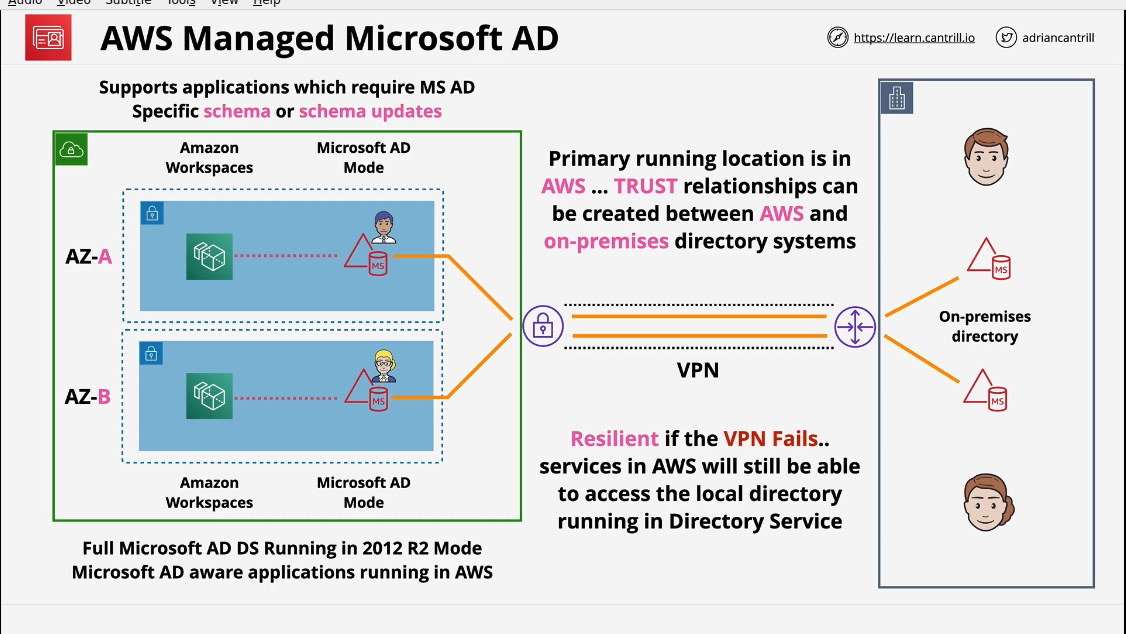 Audio Video Subtitle Tools View Help
AWS Managed Microsoft AD
https://learn.cantrill.io
adriancantrill
Supports applications which require MS AD
Specific schema or schema updates
Amazon
Workspaces
Microsoft AD
Mode
AZ-A
MS
AZ-B
MS
Amazon
Workspaces
Microsoft AD
Mode
Full Microsoft AD DS Running in 2012 R2 Mode
Microsoft AD aware applications running in AWS
Primary running location is in
AWS ... TRUST relationships can
be created between AWS and
on-premises directory systems
VPN
Resilient if the VPN Fails..
services in AWS will still be able
to access the local directory
running in Directory Service
MS
On-premises
directory
MS